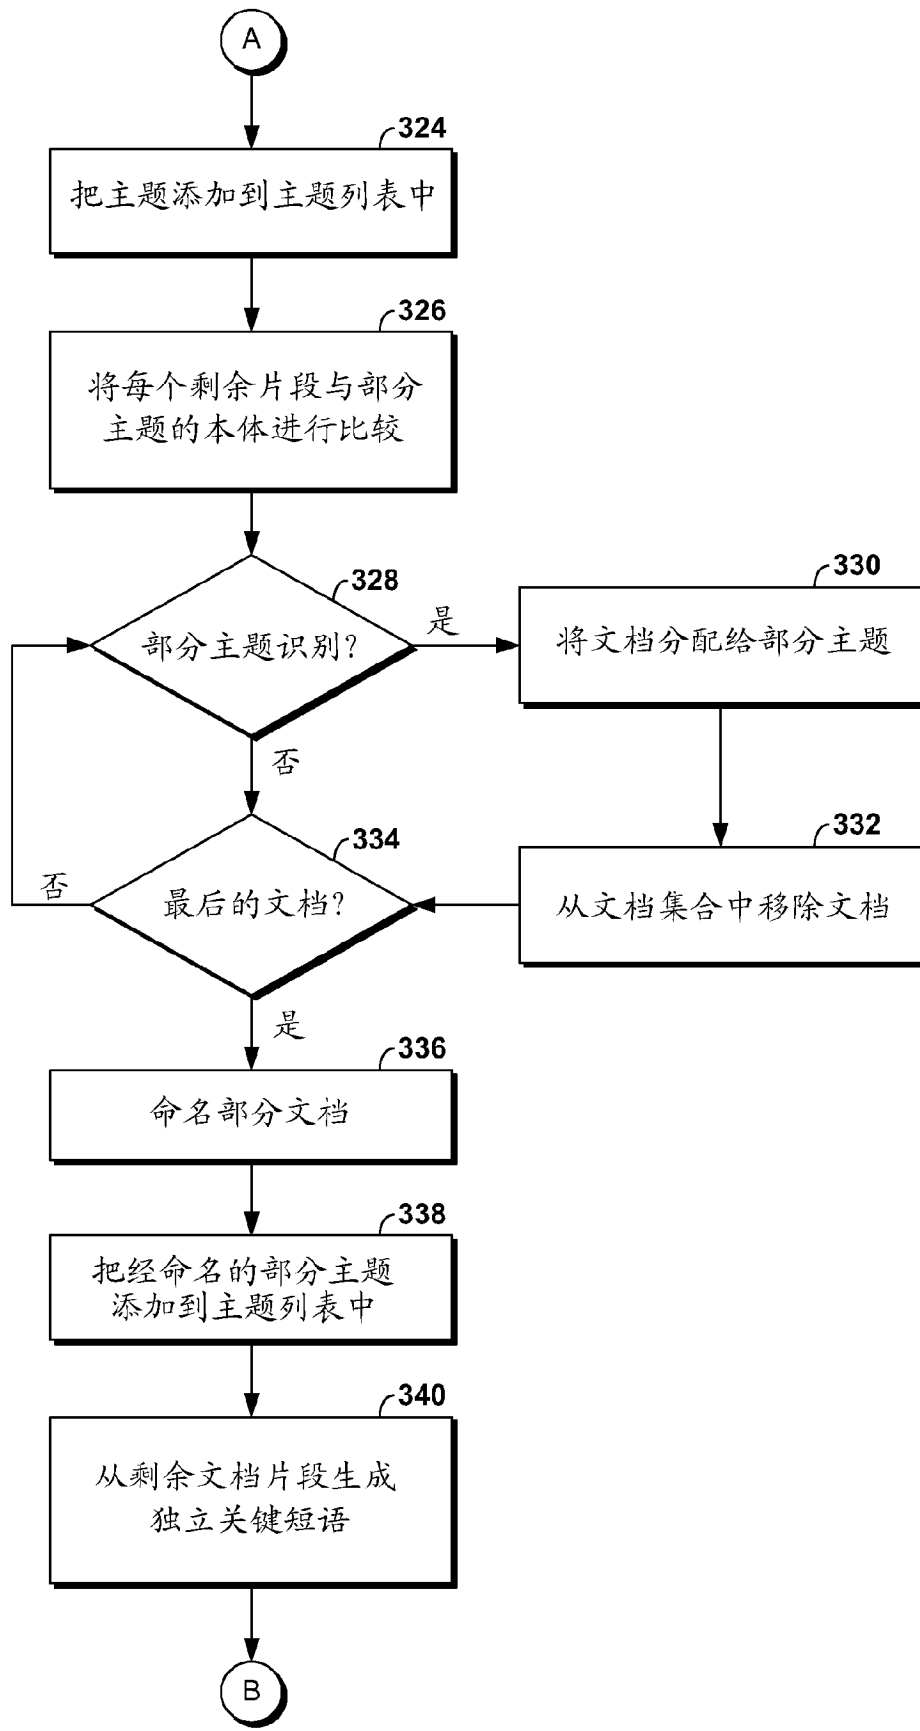 A
324
把主题添加到主题列表中
326
将每个剩余片段与部分
主题的本体进行比较
328
部分主题识别?
是
330
将文档分配给部分主题
否
332
从文档集合中移除文档
334
最后的文档?
否
是
336
命名部分文档
338
把经命名的部分主题
添加到主题列表中
340
从剩余文档片段生成
独立关键短语
B